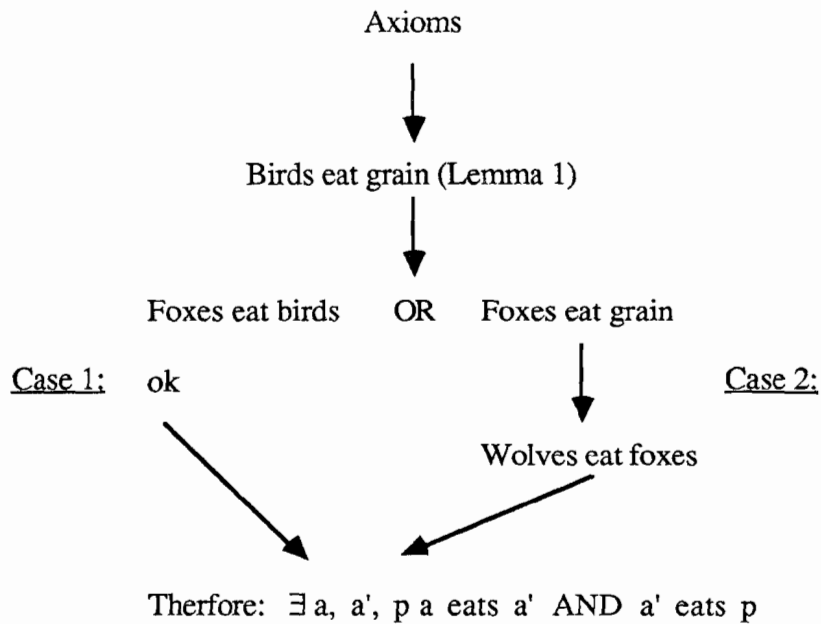 Axioms
Birds eat grain (Lemma 1)
Foxes eat birds OR Foxes eat grain
Case 1: ok Case 2:
Wolves eat foxes
Therfore: ∃ a, a', p a eats a' AND a' eats p